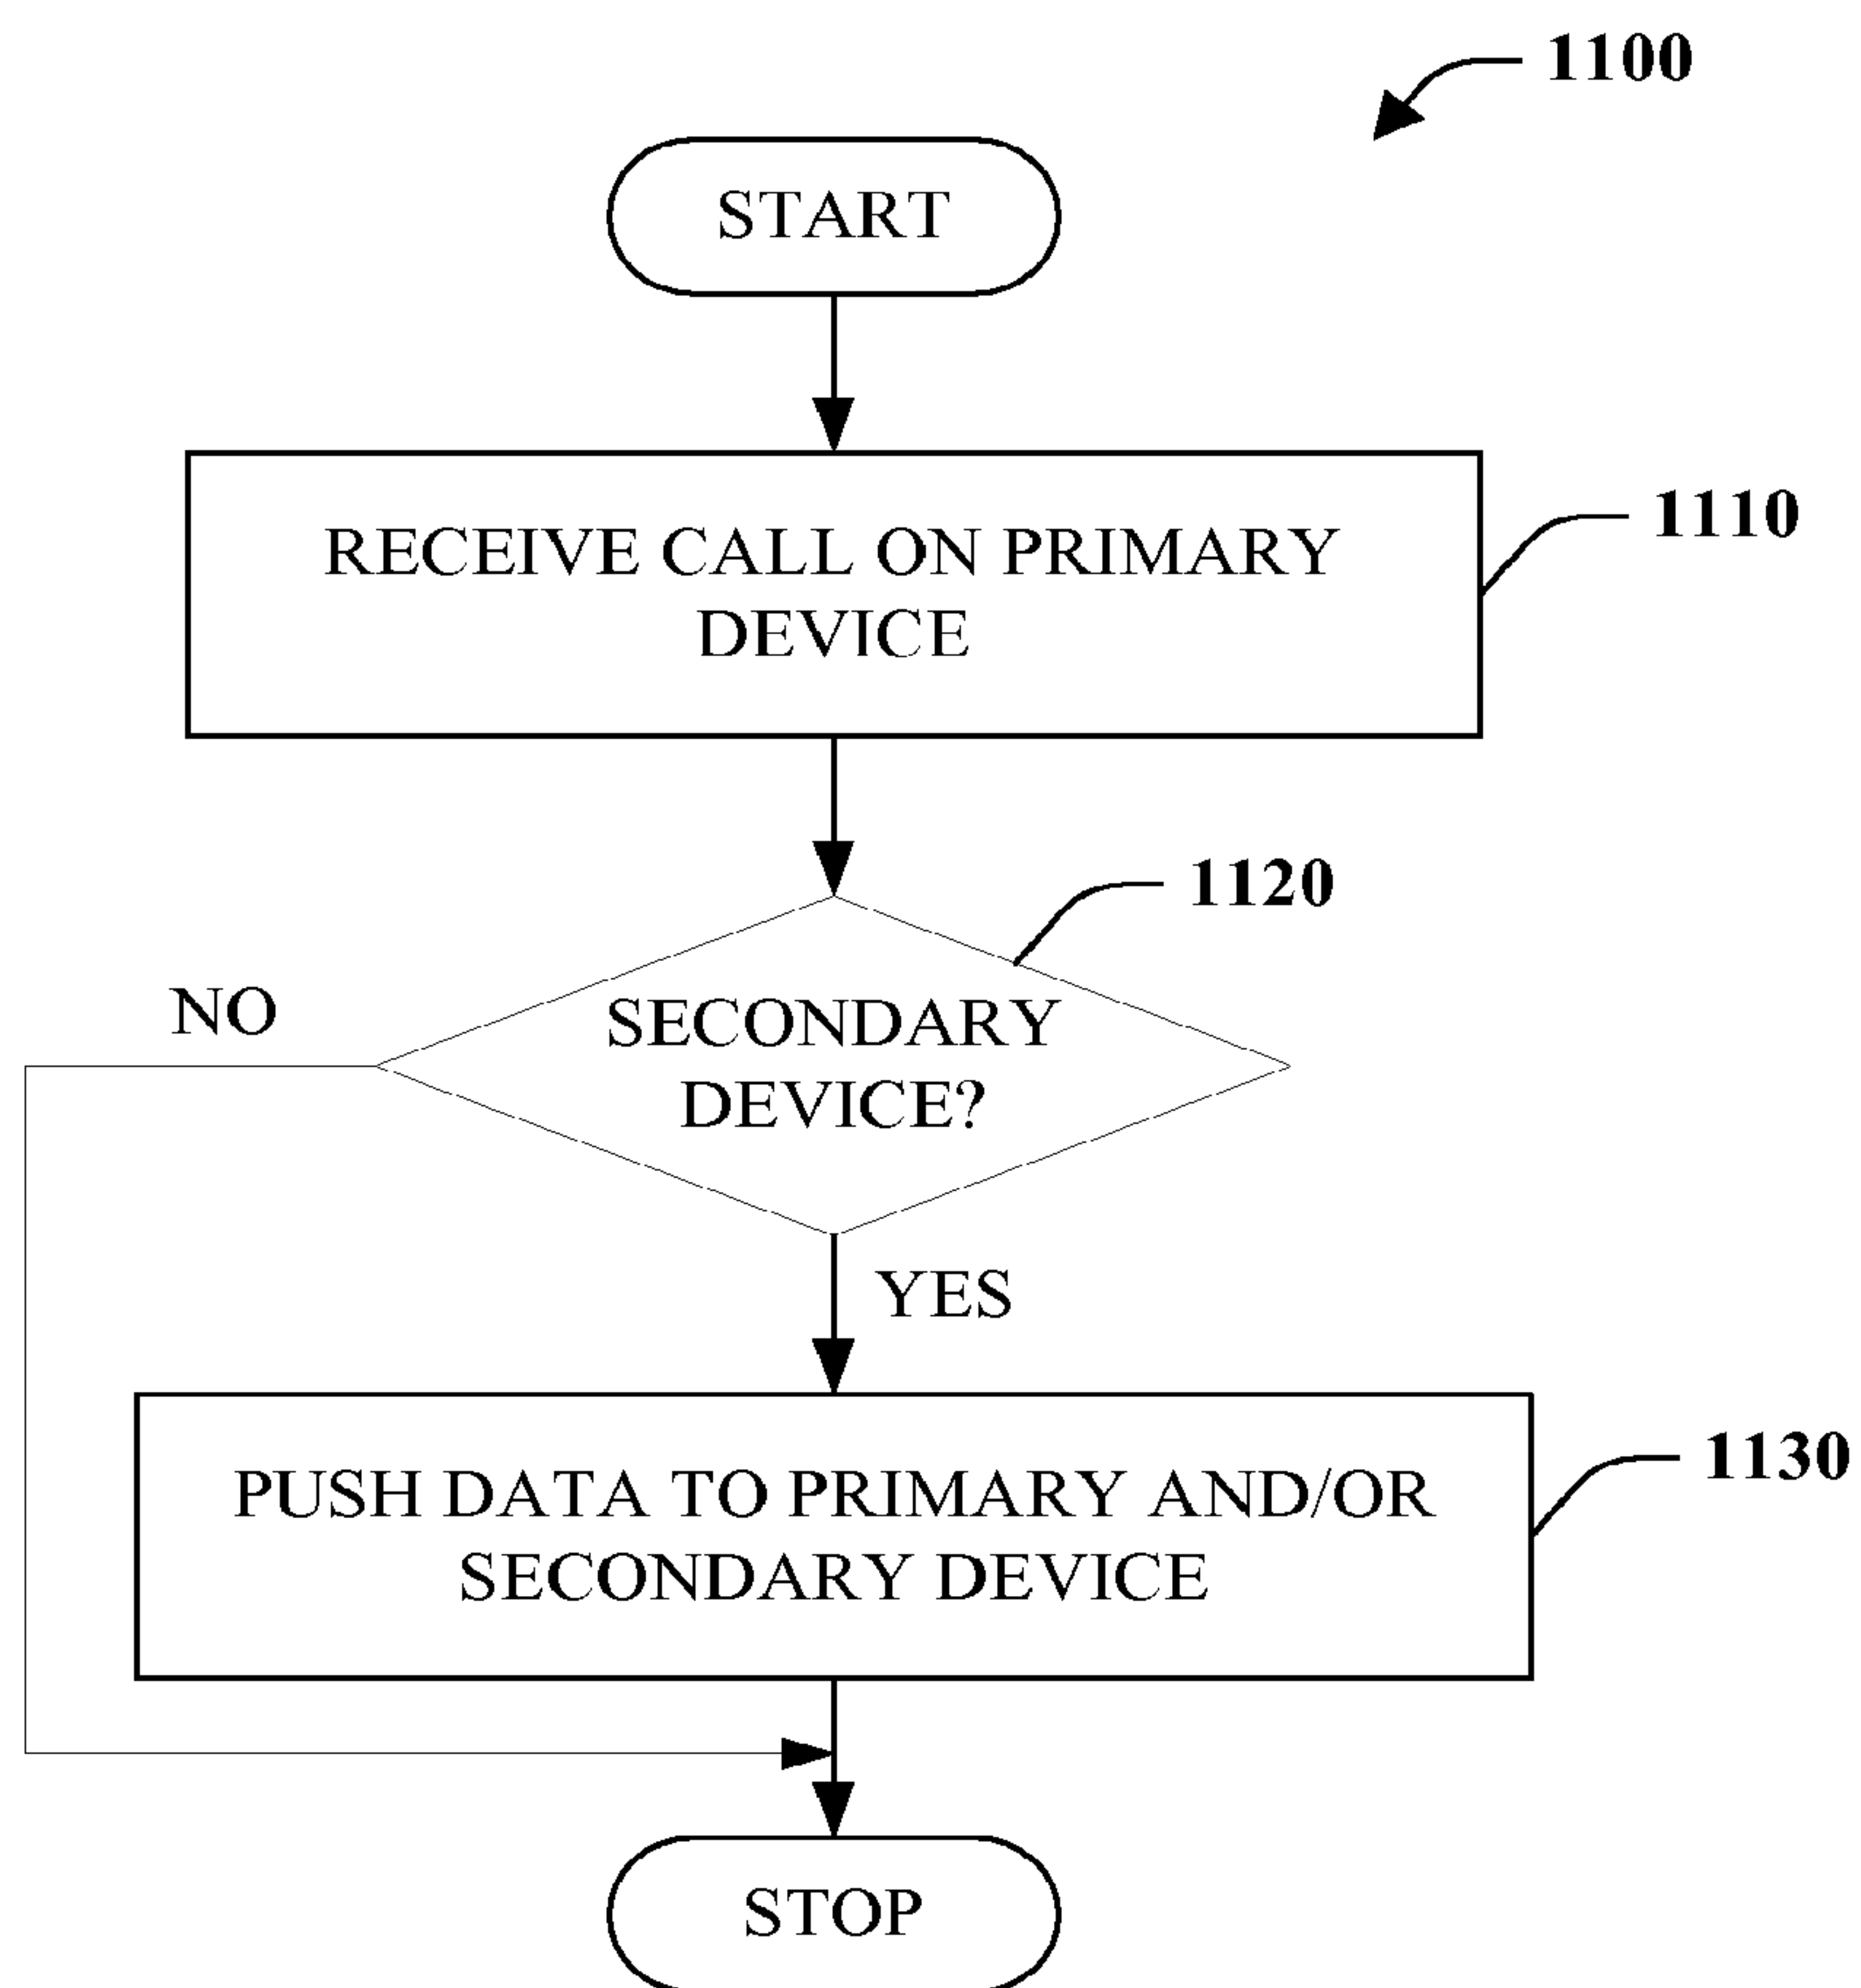 1100
START
RECEIVE CALL ON PRIMARY
DEVICE
1110
1120
NO
SECONDARY
DEVICE?
YES
PUSH DATA TO PRIMARY AND/OR
SECONDARY DEVICE
1130
STOP